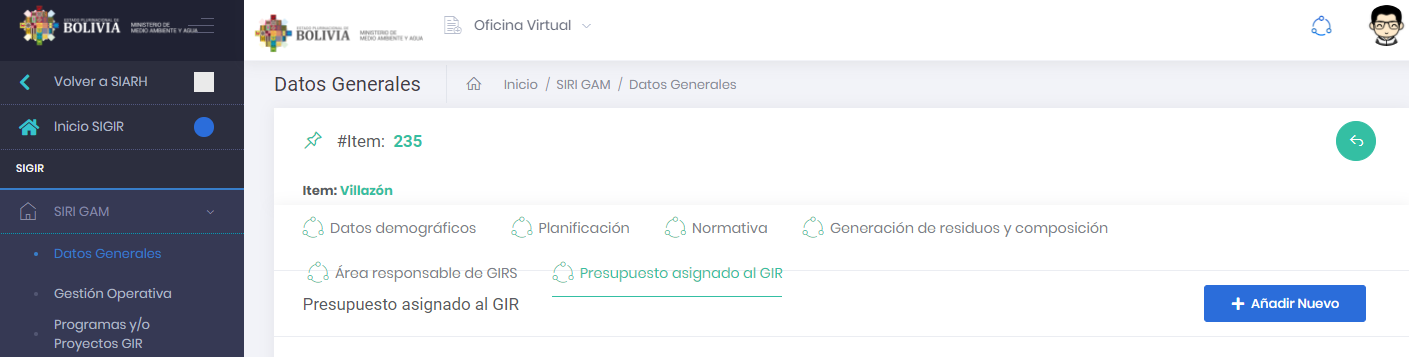 ESTADO PLURINACIONAL DE
BOLIVIA
MINISTERIO DE
MEDIO AMBIENTE Y AGUA
Volver a SIARH
Inicio SIGIR
SIGIR
SIRI GAM
Datos Generales
Gestión Operativa
Programas y/o
Proyectos GIR
ESTADO PLURINACIONAL DE
BOLIVIA
MINISTERIO DE
MEDIO AMBIENTE Y AGUA
Oficina Virtual
Datos Generales
Inicio / SIRI GAM / Datos Generales
#Item: 235
Item: Villazón
Datos demográficos Planificación Normativa Generación de residuos y composición
Área responsable de GIRS Presupuesto asignado al GIR
Presupuesto asignado al GIR
+ Añadir Nuevo